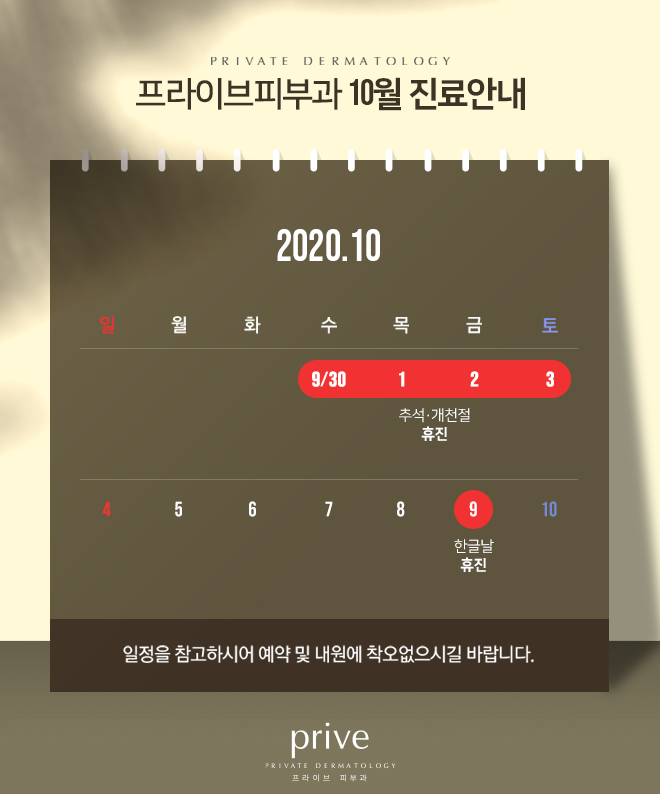 PRIVATE DERMATOLOGY
프라이브피부과 10월 진료안내
2020.10
일 월 화 수 목 금 토
9/30 1 2 3
추석·개천절
휴진
4 5 6 7 8 9 10
한글날
휴진
일정을 참고하시어 예약 및 내원에 착오없으시길 바랍니다.
prive
PRIVATE DERMATOLOGY
프라이브 피부과